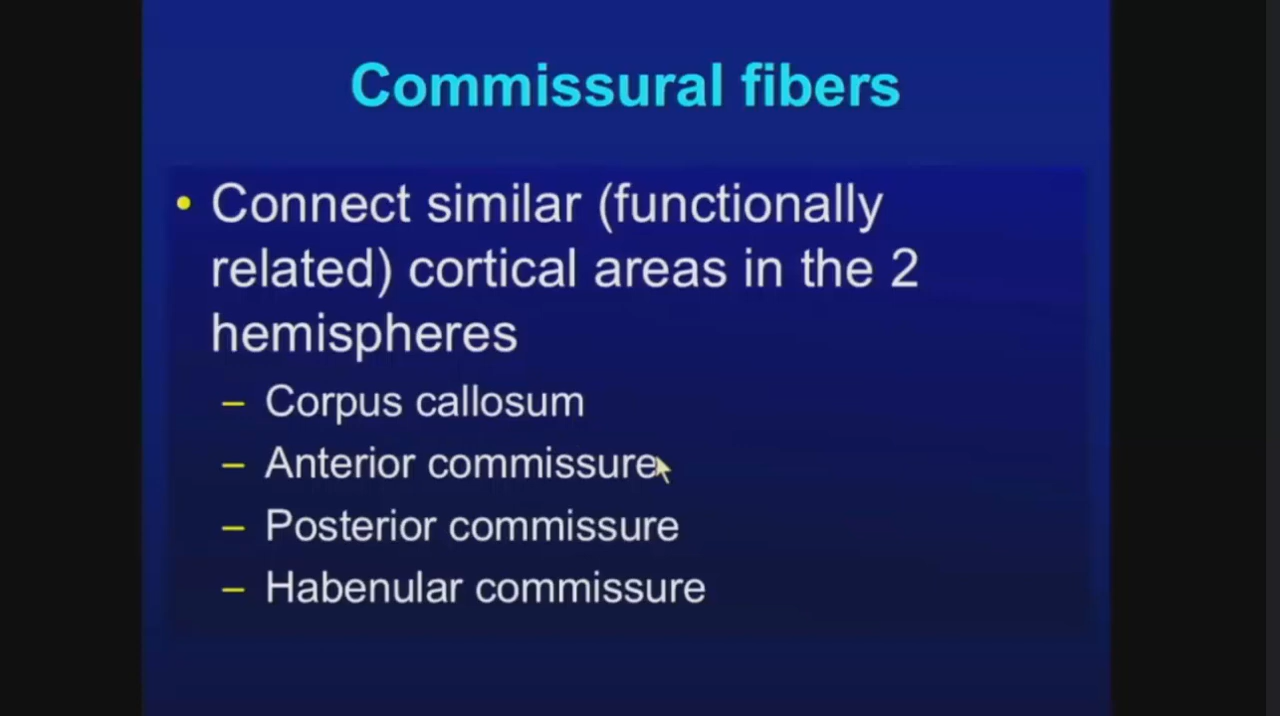 Commissural fibers
• Connect similar (functionally
related) cortical areas in the 2
hemispheres
– Corpus callosum
– Anterior commissure
– Posterior commissure
– Habenular commissure